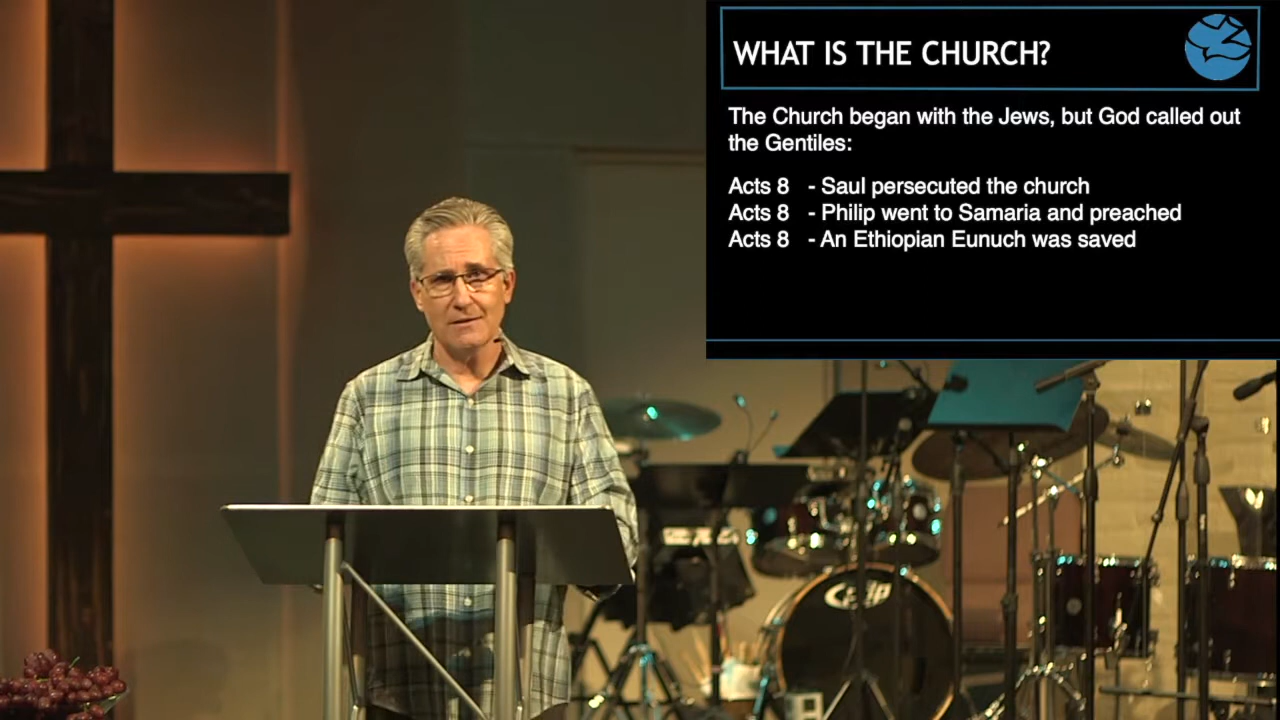 WHAT IS THE CHURCH?
The Church began with the Jews, but God called out
the Gentiles:
Acts 8 - Saul persecuted the church
Acts 8 - Philip went to Samaria and preached
Acts 8 - An Ethiopian Eunuch was saved
pdp